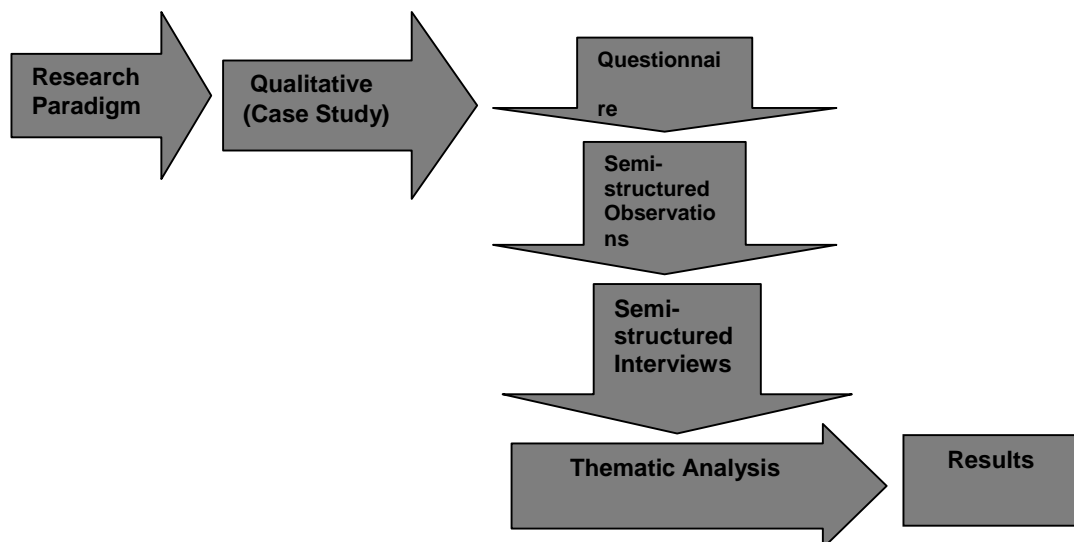 Research
Paradigm
Qualitative
(Case Study)
Questionnai
re
Semi-
structured
Observatio
ns
Semi-
structured
Interviews
Thematic Analysis
Results